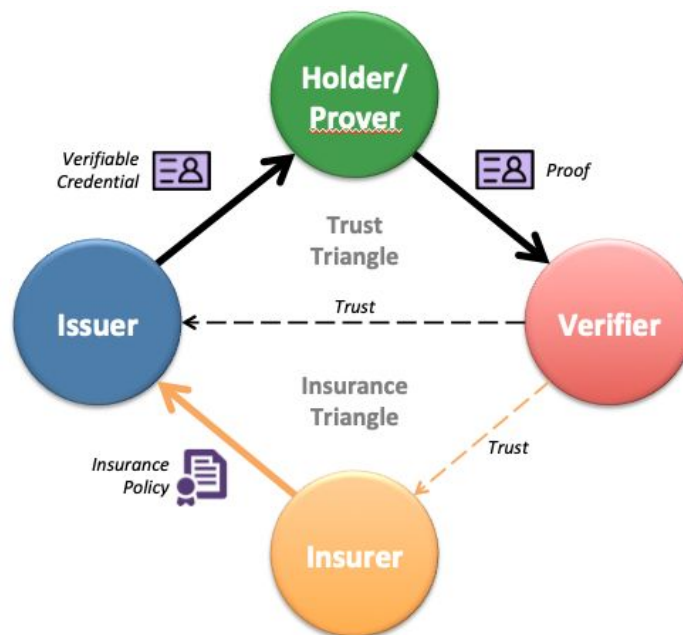 Holder/
Prover
Verifiable
Credential
Proof
Trust
Triangle
Issuer
Trust
Verifier
Insurance
Triangle
Trust
Insurance
Policy
Insurer